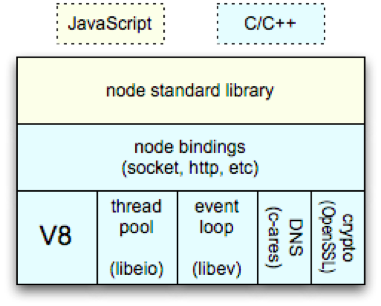 JavaScript
C/C++
node standard library
node bindings
(socket, http, etc)
V8
thread
pool
(libeio)
event
loop
(libev)
DNS
(c-ares)
crypto
(OpenSSL)